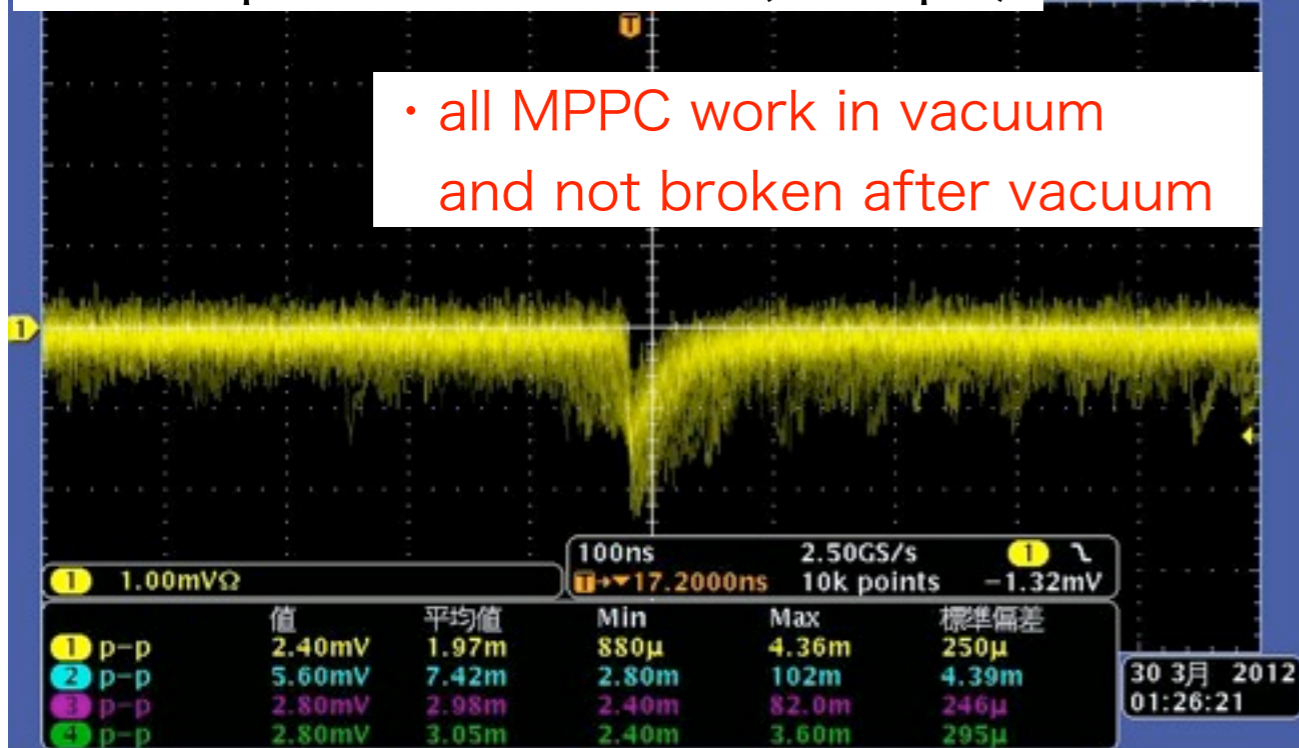 T
・all MPPC work in vacuum
and not broken after vacuum
1
100ns 2.50GS/s 1
1 1.00mVΩ
T→▼17.2000ns 10k points −1.32mV
值 平均值 Min Max 標準偏差
1 p−p 2.40mV 1.97m 880µ 4.36m 250µ
2 p−p 5.60mV 7.42m 2.80m 102m 4.39m
3 p−p 2.80mV 2.98m 2.40m 82.0m 246µ
4 p−p 2.80mV 3.05m 2.40m 3.60m 295µ
30 3月 2012
01:26:21